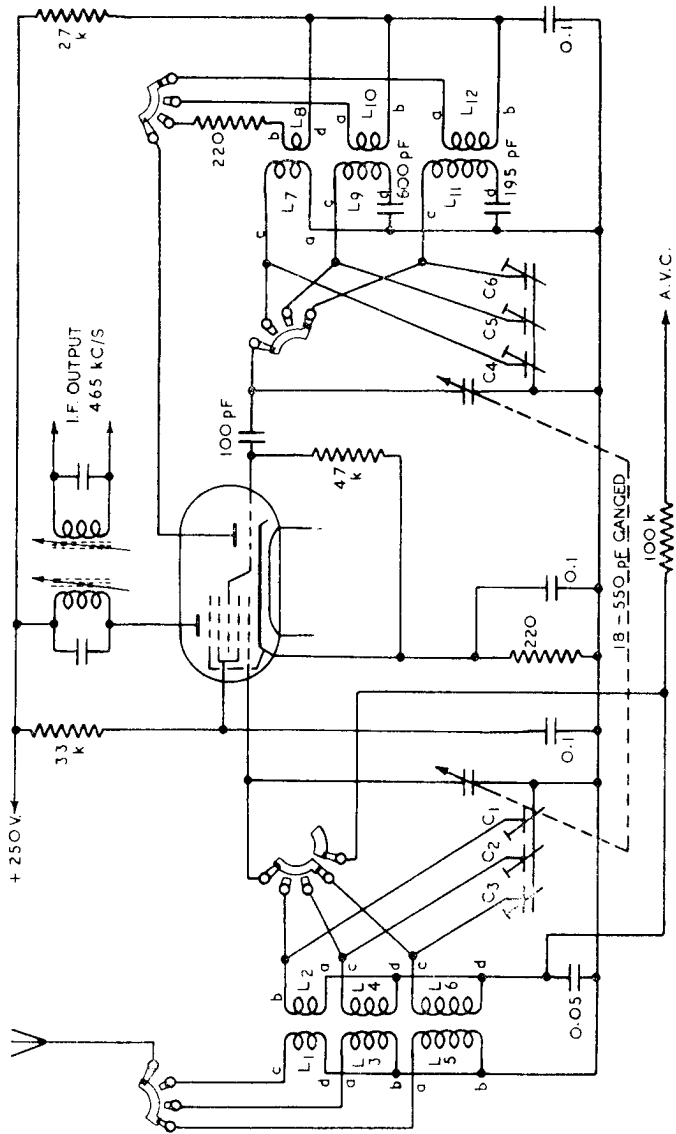 + 250 V.
33
k
I.F. OUTPUT
465 kC/S
27
k
220
L1
L2
L3
L4
L5
L6
c
d
a
b
a
b
b
a
c
d
c
d
0.05
C3
C2
C1
0.1
220
0.1
47
k
100 pF
18 – 550 pF GANGED
100 k
A.V.C.
C4
C5
C6
L7
L8
L9
L10
L11
L12
c
a
c
d
c
d
b
d
a
b
a
b
600 pF
195 pF
0.1